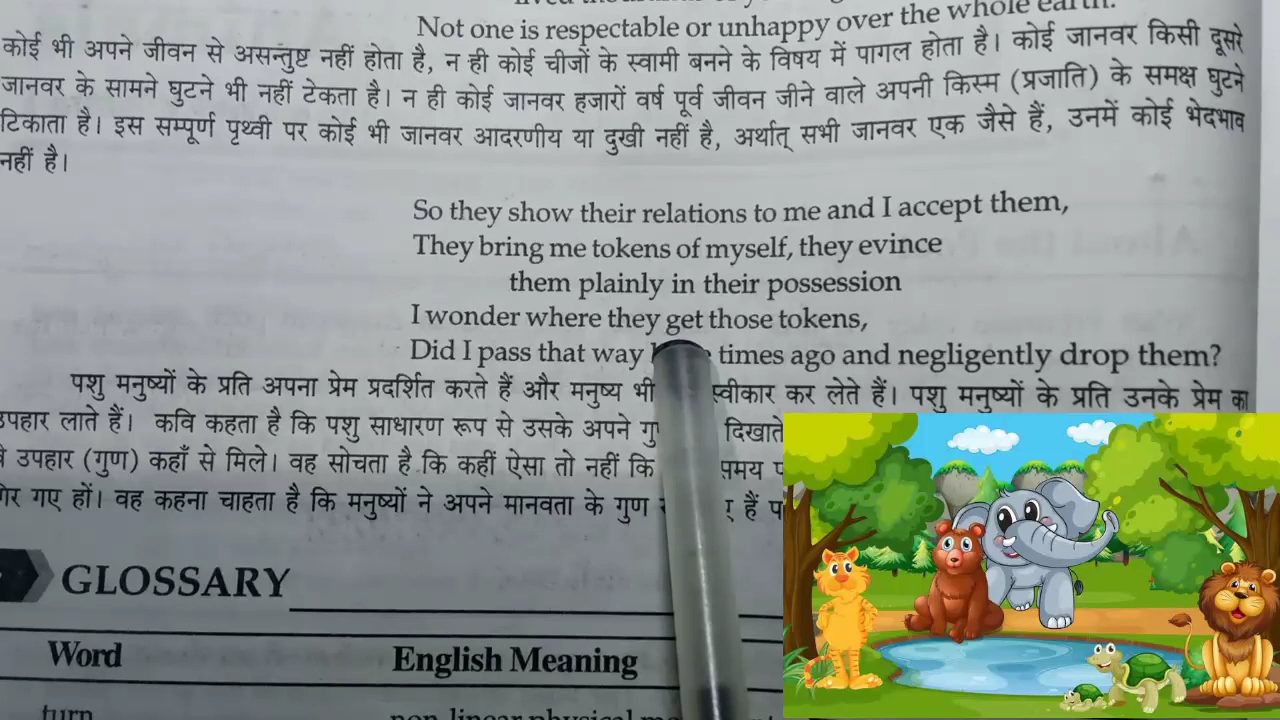 Not one is respectable or unhappy over the whole earth.
कोई भी अपने जीवन से असन्तुष्ट नहीं होता है, न ही कोई चीजों के स्वामी बनने के विषय में पागल होता है। कोई जानवर किसी दूसरे
जानवर के सामने घुटने भी नहीं टेकता है। न ही कोई जानवर हजारों वर्ष पूर्व जीवन जीने वाले अपनी किस्म (प्रजाति) के समक्ष घुटने
टिकाता है। इस सम्पूर्ण पृथ्वी पर कोई भी जानवर आदरणीय या दुखी नहीं है, अर्थात् सभी जानवर एक जैसे हैं, उनमें कोई भेदभाव
नहीं है।
So they show their relations to me and I accept them,
They bring me tokens of myself, they evince
them plainly in their possession
I wonder where they get those tokens,
Did I pass that way times ago and negligently drop them?
पशु मनुष्यों के प्रति अपना प्रेम प्रदर्शित करते हैं और मनुष्य भी स्वीकार कर लेते हैं। पशु मनुष्यों के प्रति उनके प्रेम का
उपहार लाते हैं। कवि कहता है कि पशु साधारण रूप से उसके अपने दिखाते
उपहार (गुण) कहाँ से मिले। वह सोचता है कि कहीं ऐसा तो नहीं कि समय
गिर गए हों। वह कहना चाहता है कि मनुष्यों ने अपने मानवता के गुण हैं
GLOSSARY
Word English Meaning
turn non-linear physical